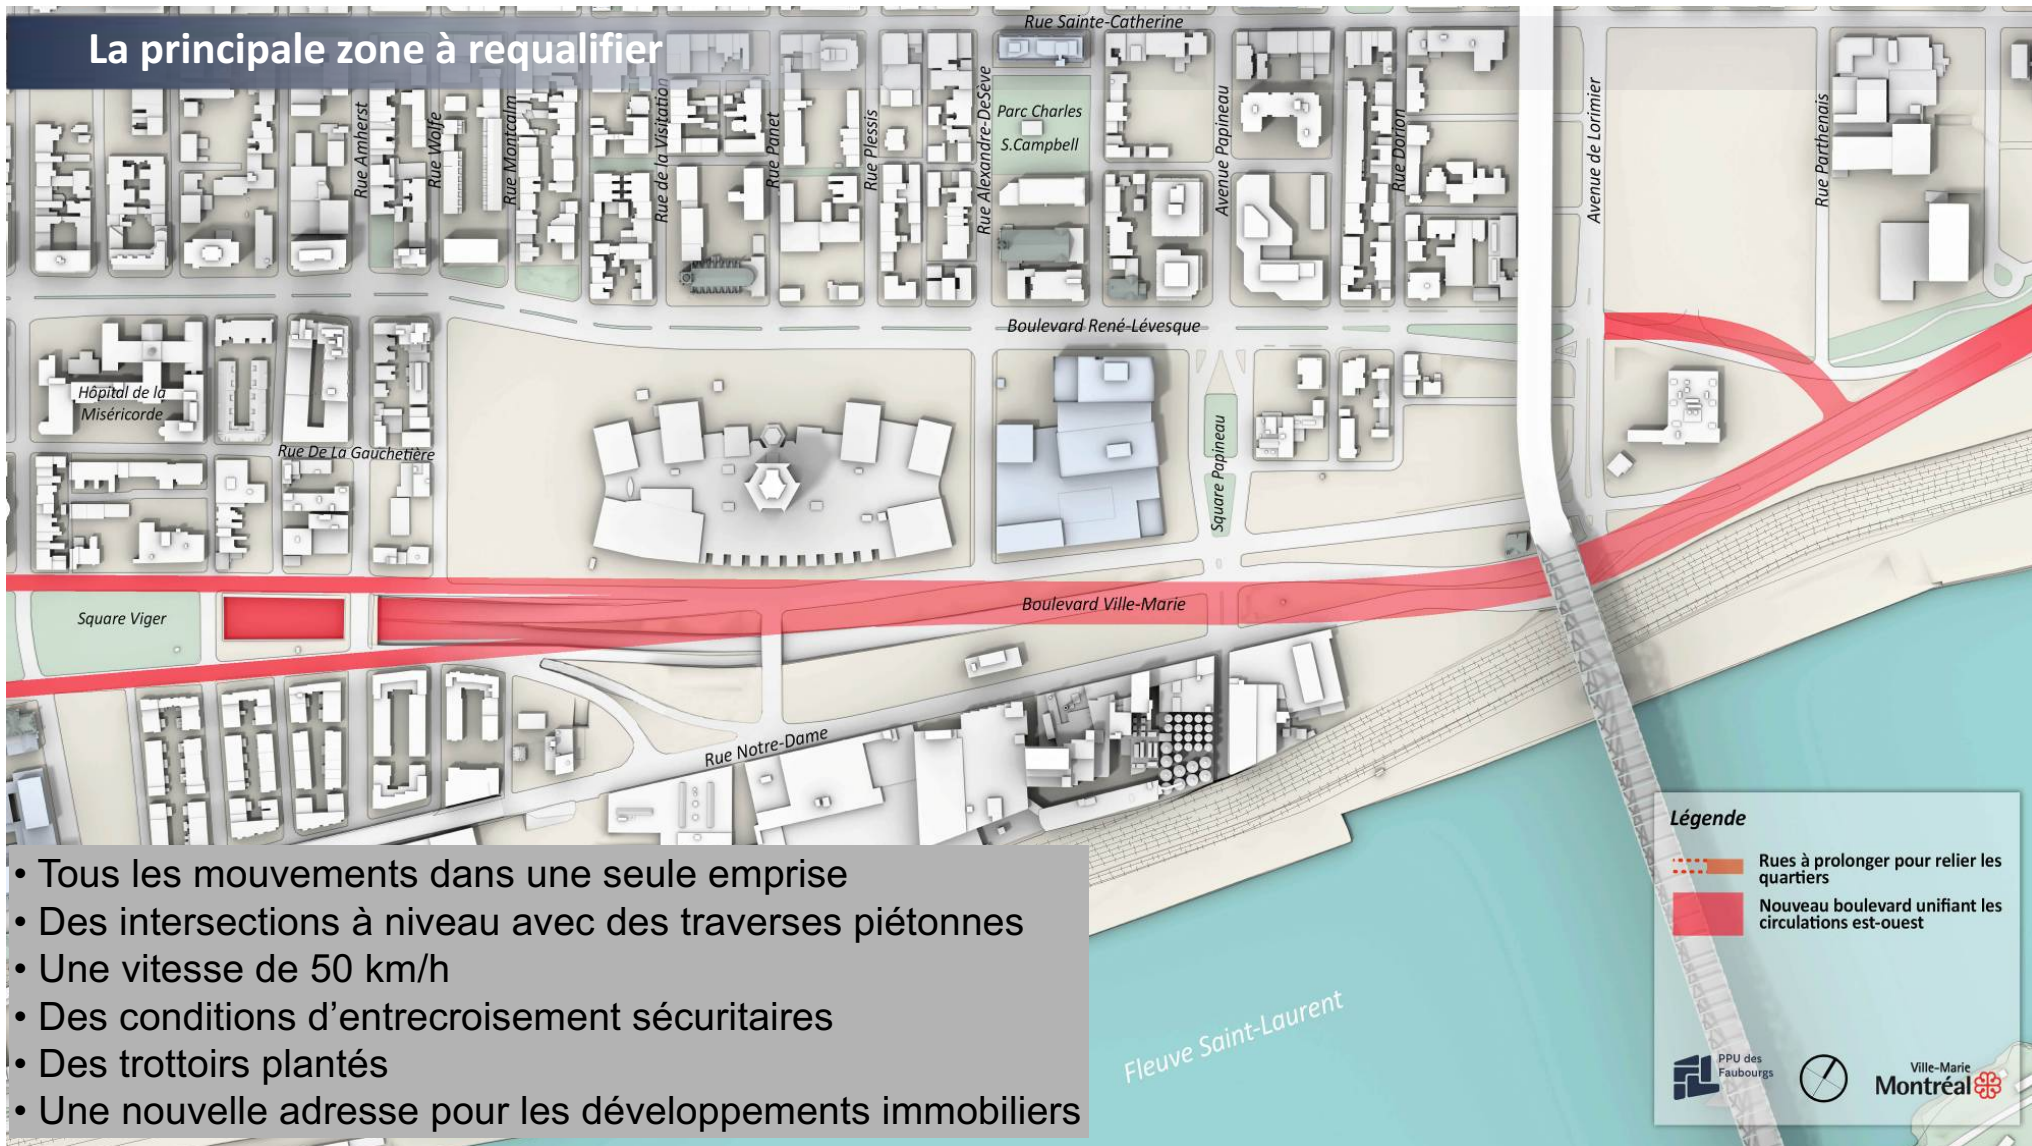 La principale zone à requalifier
Rue Sainte-Catherine
Rue Amherst
Rue Wolfe
Rue Montcalm
Rue de la Visitation
Rue Panet
Rue Plessis
Rue Alexandre-DeSève
Parc Charles
S.Campbell
Avenue Papineau
Rue Dorion
Avenue de Lorimier
Rue Parthenais
Boulevard René-Lévesque
Hôpital de la
Miséricorde
Rue De La Gauchetière
Square Papineau
Square Viger
Boulevard Ville-Marie
Rue Notre-Dame
Fleuve Saint-Laurent
• Tous les mouvements dans une seule emprise
• Des intersections à niveau avec des traverses piétonnes
• Une vitesse de 50 km/h
• Des conditions d’entrecroisement sécuritaires
• Des trottoirs plantés
• Une nouvelle adresse pour les développements immobiliers
Légende
Rues à prolonger pour relier les
quartiers
Nouveau boulevard unifiant les
circulations est-ouest
PPU des
Faubourgs
Ville-Marie
Montréal